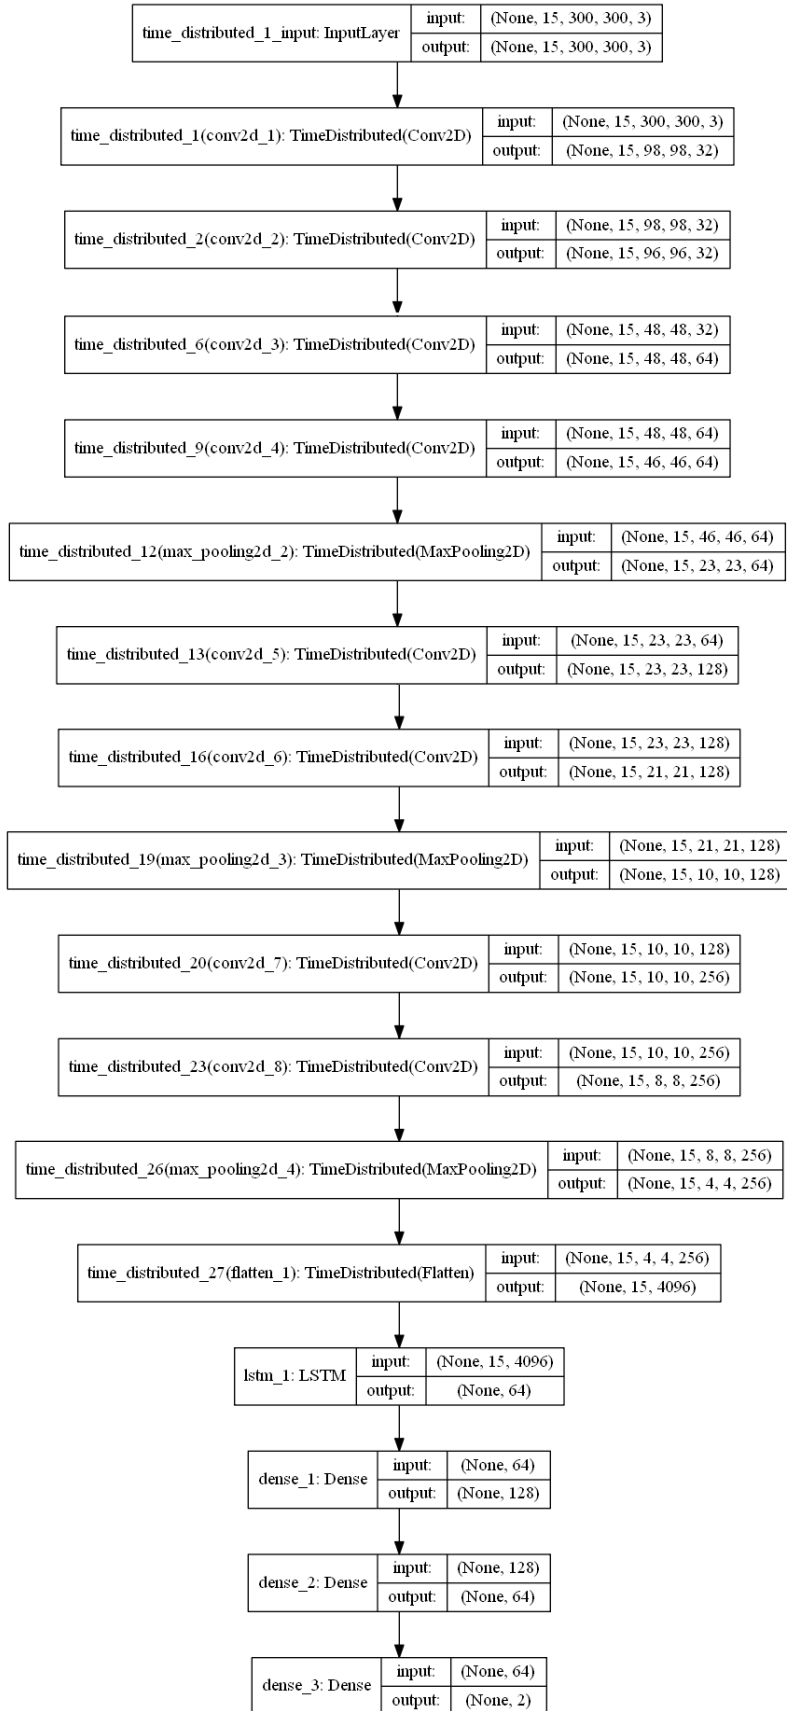 time_distributed_1_input: InputLayer
input: (None, 15, 300, 300, 3)
output: (None, 15, 300, 300, 3)
time_distributed_1(conv2d_1): TimeDistributed(Conv2D)
input: (None, 15, 300, 300, 3)
output: (None, 15, 98, 98, 32)
time_distributed_2(conv2d_2): TimeDistributed(Conv2D)
input: (None, 15, 98, 98, 32)
output: (None, 15, 96, 96, 32)
time_distributed_6(conv2d_3): TimeDistributed(Conv2D)
input: (None, 15, 48, 48, 32)
output: (None, 15, 48, 48, 64)
time_distributed_9(conv2d_4): TimeDistributed(Conv2D)
input: (None, 15, 48, 48, 64)
output: (None, 15, 46, 46, 64)
time_distributed_12(max_pooling2d_2): TimeDistributed(MaxPooling2D)
input: (None, 15, 46, 46, 64)
output: (None, 15, 23, 23, 64)
time_distributed_13(conv2d_5): TimeDistributed(Conv2D)
input: (None, 15, 23, 23, 64)
output: (None, 15, 23, 23, 128)
time_distributed_16(conv2d_6): TimeDistributed(Conv2D)
input: (None, 15, 23, 23, 128)
output: (None, 15, 21, 21, 128)
time_distributed_19(max_pooling2d_3): TimeDistributed(MaxPooling2D)
input: (None, 15, 21, 21, 128)
output: (None, 15, 10, 10, 128)
time_distributed_20(conv2d_7): TimeDistributed(Conv2D)
input: (None, 15, 10, 10, 128)
output: (None, 15, 10, 10, 256)
time_distributed_23(conv2d_8): TimeDistributed(Conv2D)
input: (None, 15, 10, 10, 256)
output: (None, 15, 8, 8, 256)
time_distributed_26(max_pooling2d_4): TimeDistributed(MaxPooling2D)
input: (None, 15, 8, 8, 256)
output: (None, 15, 4, 4, 256)
time_distributed_27(flatten_1): TimeDistributed(Flatten)
input: (None, 15, 4, 4, 256)
output: (None, 15, 4096)
lstm_1: LSTM
input: (None, 15, 4096)
output: (None, 64)
dense_1: Dense
input: (None, 64)
output: (None, 128)
dense_2: Dense
input: (None, 128)
output: (None, 64)
dense_3: Dense
input: (None, 64)
output: (None, 2)